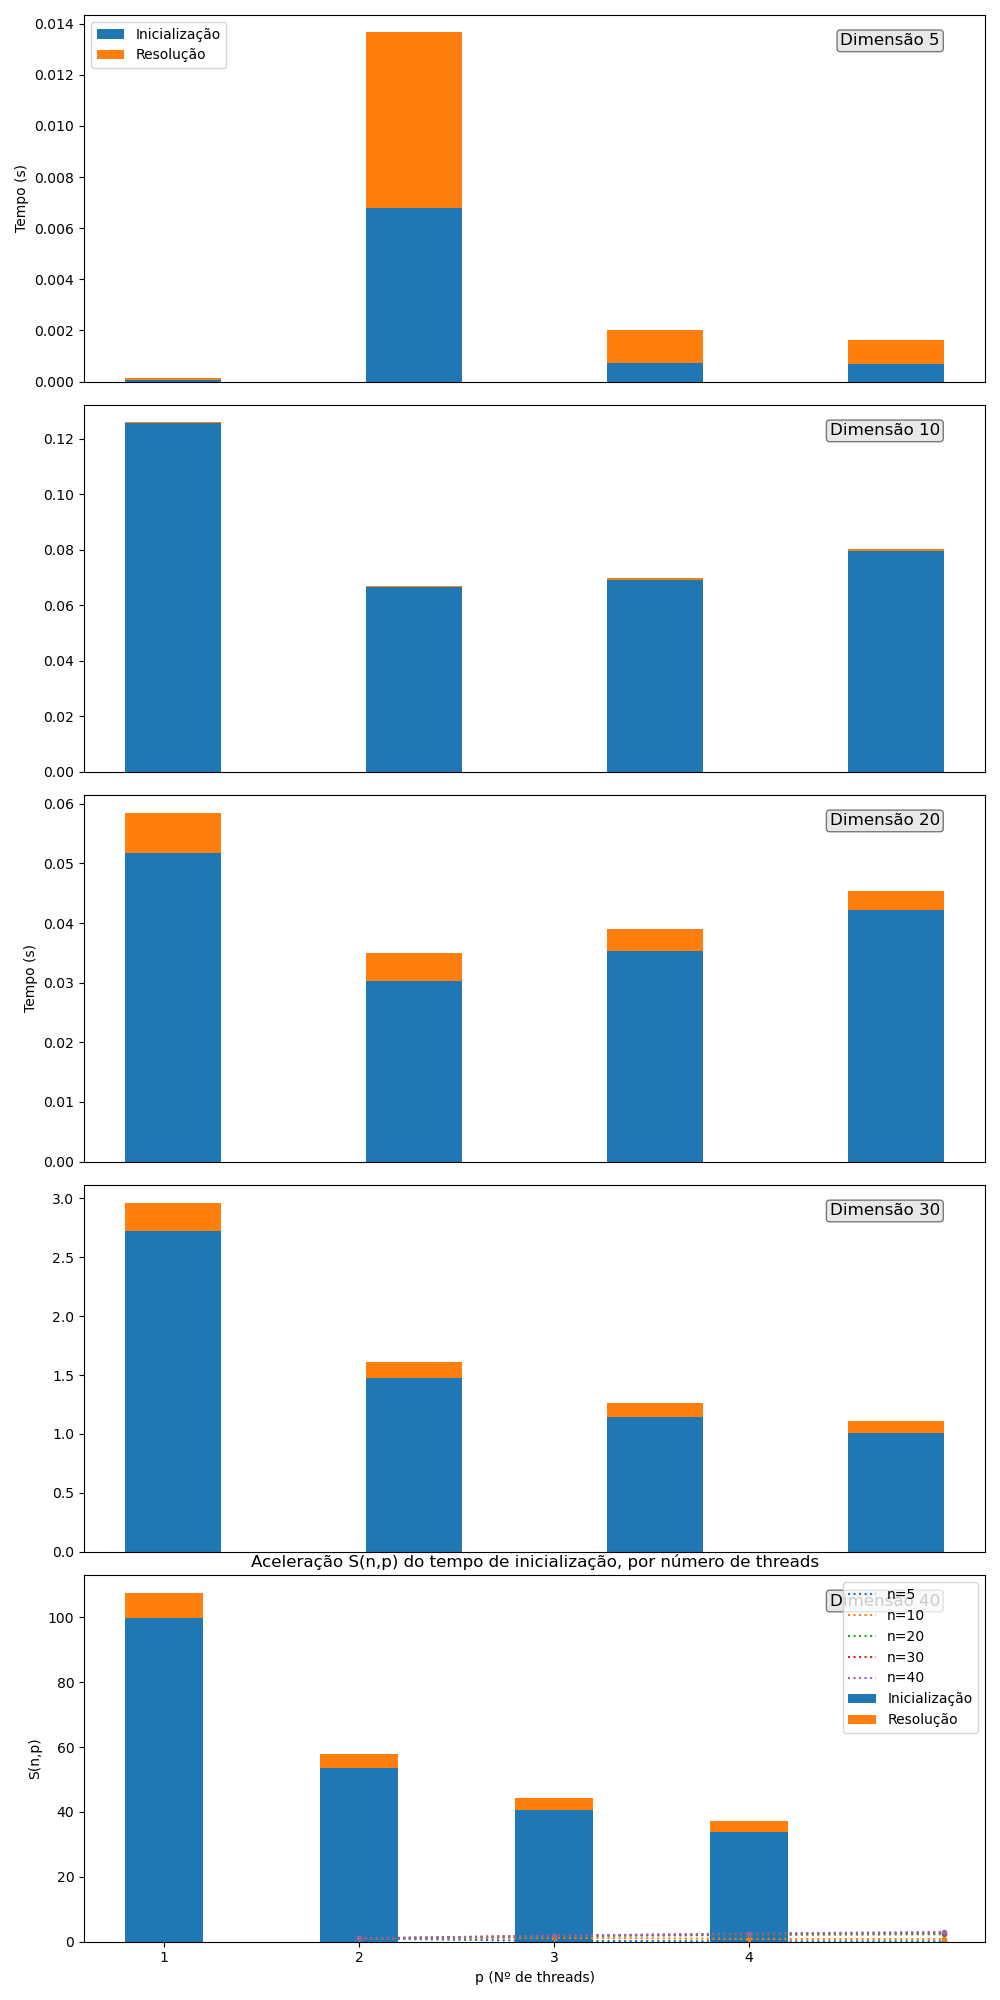 Inicialização
Resolução
Dimensão 5
0.014
0.012
0.010
0.008
0.006
0.004
0.002
0.000
Tempo (s)
Dimensão 10
0.12
0.10
0.08
0.06
0.04
0.02
0.00
Dimensão 20
0.06
0.05
0.04
0.03
0.02
0.01
0.00
Tempo (s)
Dimensão 30
3.0
2.5
2.0
1.5
1.0
0.5
0.0
Aceleração S(n,p) do tempo de inicialização, por número de threads
Dimensão 40
n=5
n=10
n=20
n=30
n=40
Inicialização
Resolução
100
80
60
40
20
0
S(n,p)
1 2 3 4
p (Nº de threads)